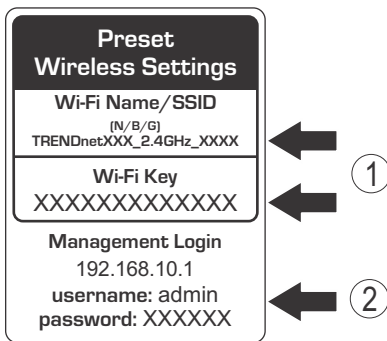 Preset
Wireless Settings
Wi-Fi Name/SSID
(N/B/G)
TRENDnetXXX_2.4GHz_XXXX
Wi-Fi Key
XXXXXXXXXXXXX
Management Login
192.168.10.1
username: admin
password: XXXXXX
1
2